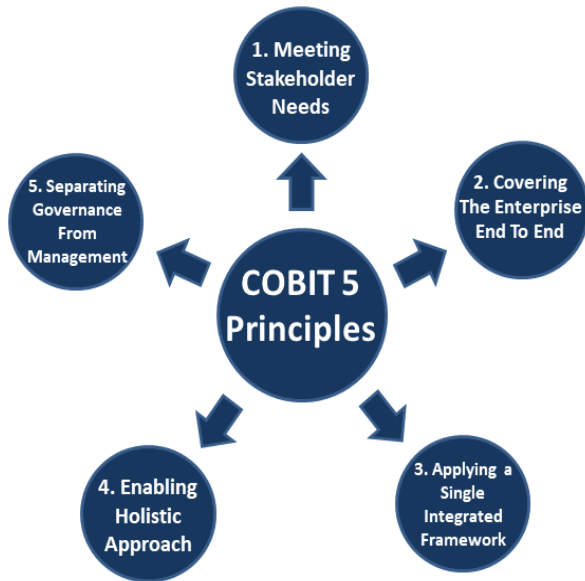 COBIT 5
Principles
1. Meeting
Stakeholder
Needs
2. Covering
The Enterprise
End To End
3. Applying a
Single
Integrated
Framework
4. Enabling
Holistic
Approach
5. Separating
Governance
From
Management